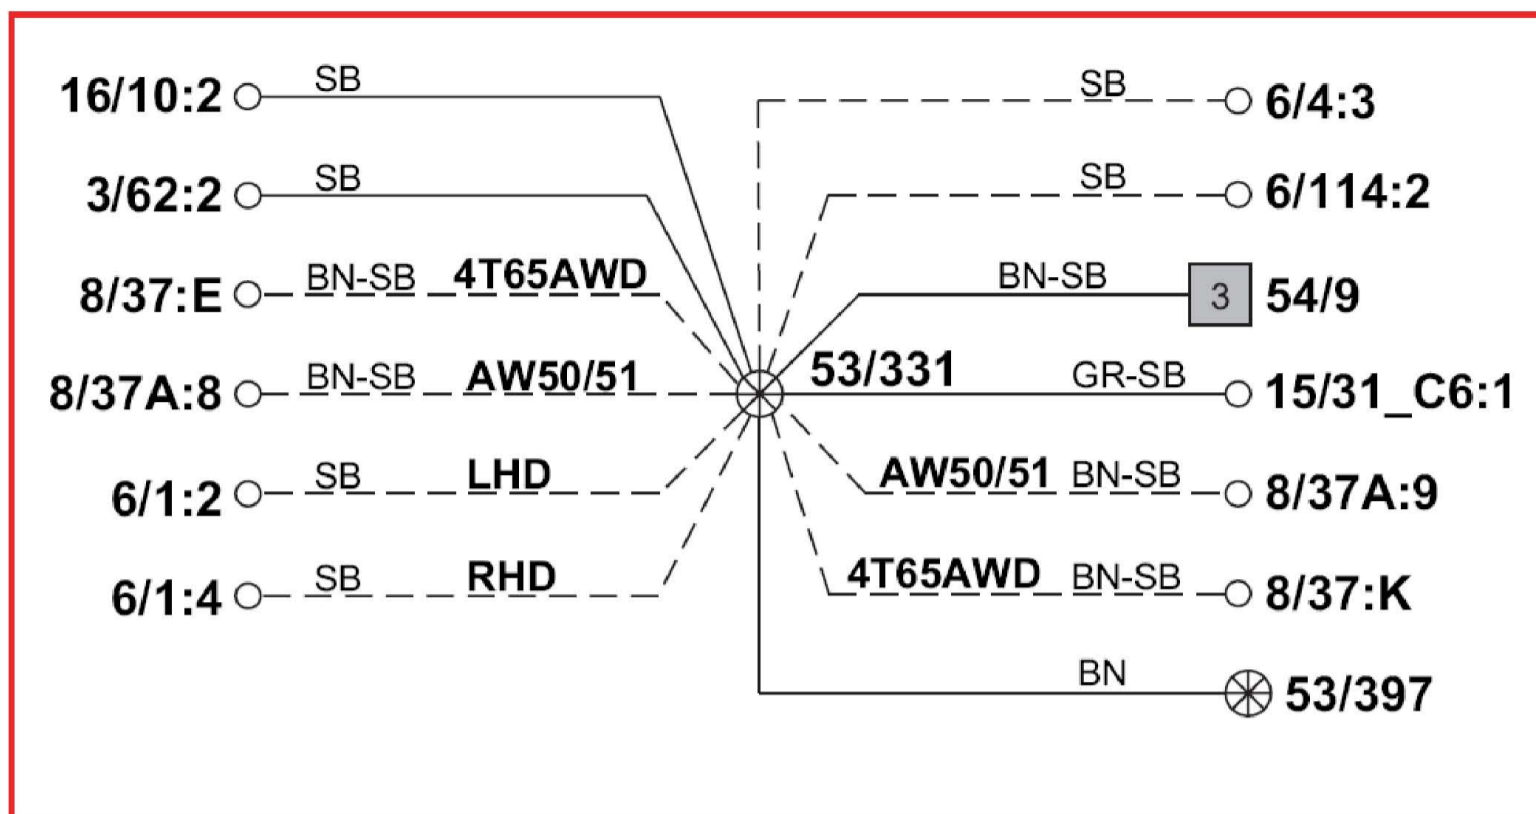 16/10:2 SB
SB 6/4:3
3/62:2 SB
SB 6/114:2
8/37:E BN-SB 4T65AWD
BN-SB 3 54/9
8/37A:8 BN-SB AW50/51
53/331 GR-SB 15/31_C6:1
6/1:2 SB LHD
AW50/51 BN-SB 8/37A:9
6/1:4 SB RHD
4T65AWD BN-SB 8/37:K
BN 53/397